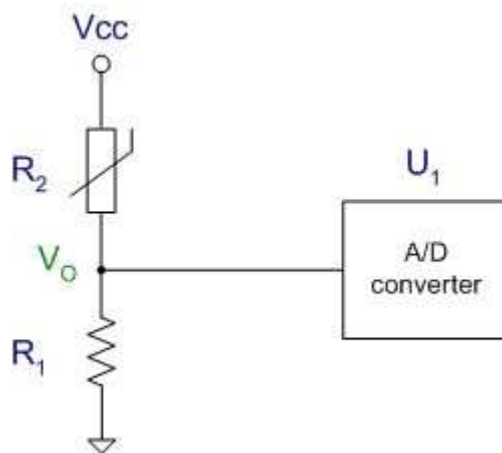 Vcc
R2
U1
A/D
converter
VO
R1